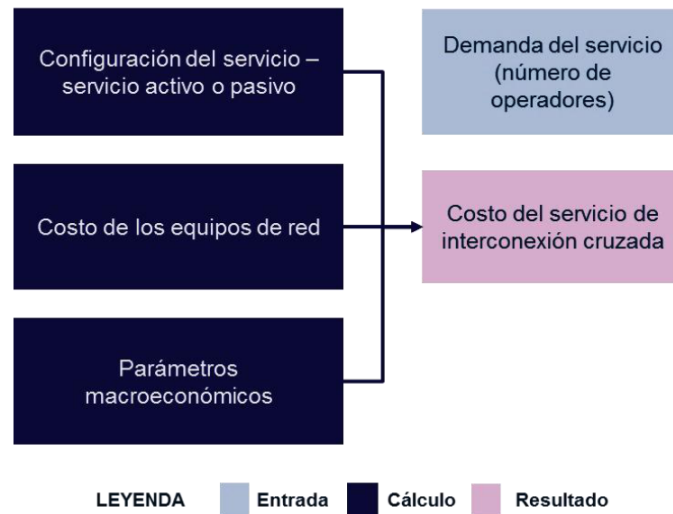 Configuración del servicio –
servicio activo o pasivo
Demanda del servicio
(número de
operadores)
Costo de los equipos de red
Costo del servicio de
interconexión cruzada
Parámetros
macroeconómicos
LEYENDA Entrada Cálculo Resultado